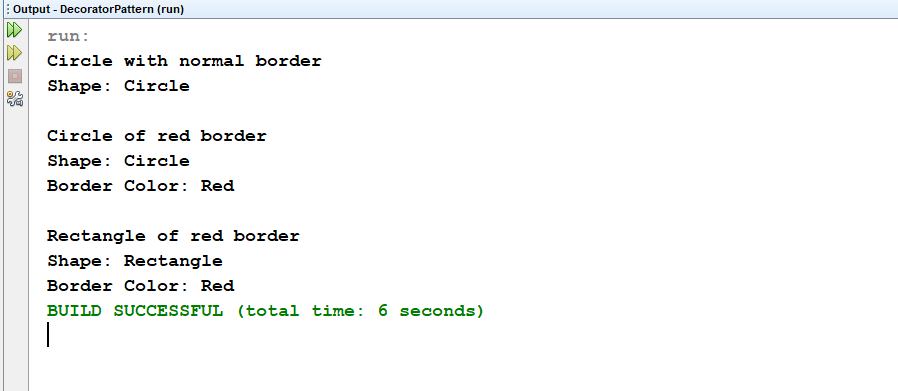 Output - DecoratorPattern (run)
run:
Circle with normal border
Shape: Circle
Circle of red border
Shape: Circle
Border Color: Red
Rectangle of red border
Shape: Rectangle
Border Color: Red
BUILD SUCCESSFUL (total time: 6 seconds)